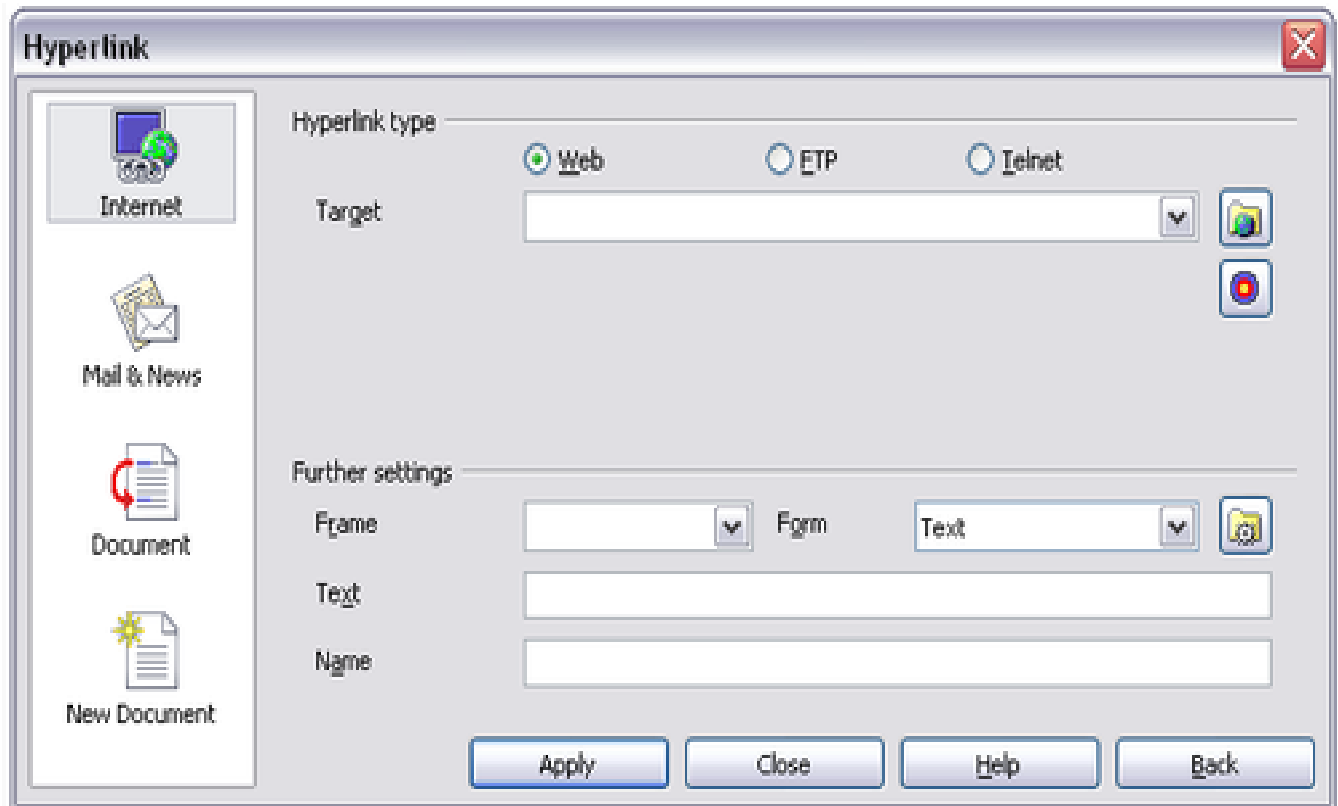 Hyperlink
Internet
Mail & News
Document
New Document
Hyperlink type
Web FTP Telnet
Target
Further settings
Frame Form Text
Text
Name
Apply Close Help Back